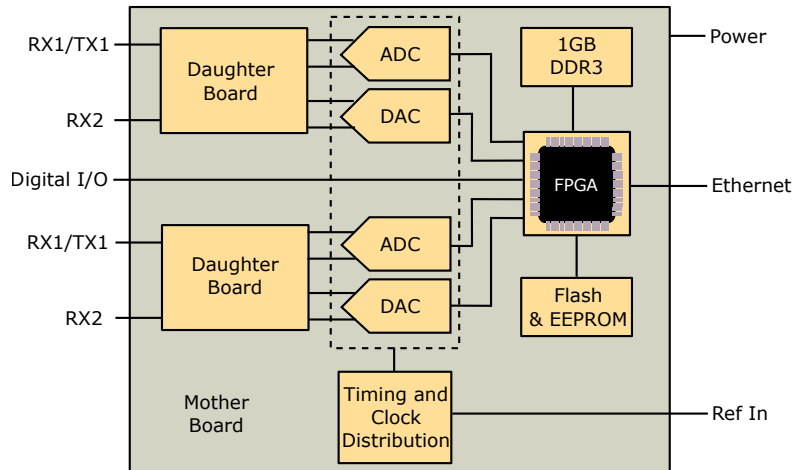 RX1/TX1
Daughter
Board
ADC
1GB
DDR3
Power
RX2
DAC
Digital I/O
FPGA
Ethernet
RX1/TX1
Daughter
Board
ADC
RX2
DAC
Flash
& EEPROM
Mother
Board
Timing and
Clock
Distribution
Ref In